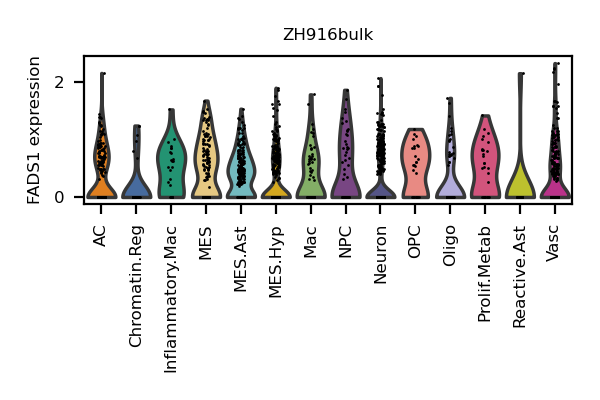 ZH916bulk
FADS1 expression
2
0
AC
Chromatin.Reg
Inflammatory.Mac
MES
MES.Ast
MES.Hyp
Mac
NPC
Neuron
OPC
Oligo
Prolif.Metab
Reactive.Ast
Vasc